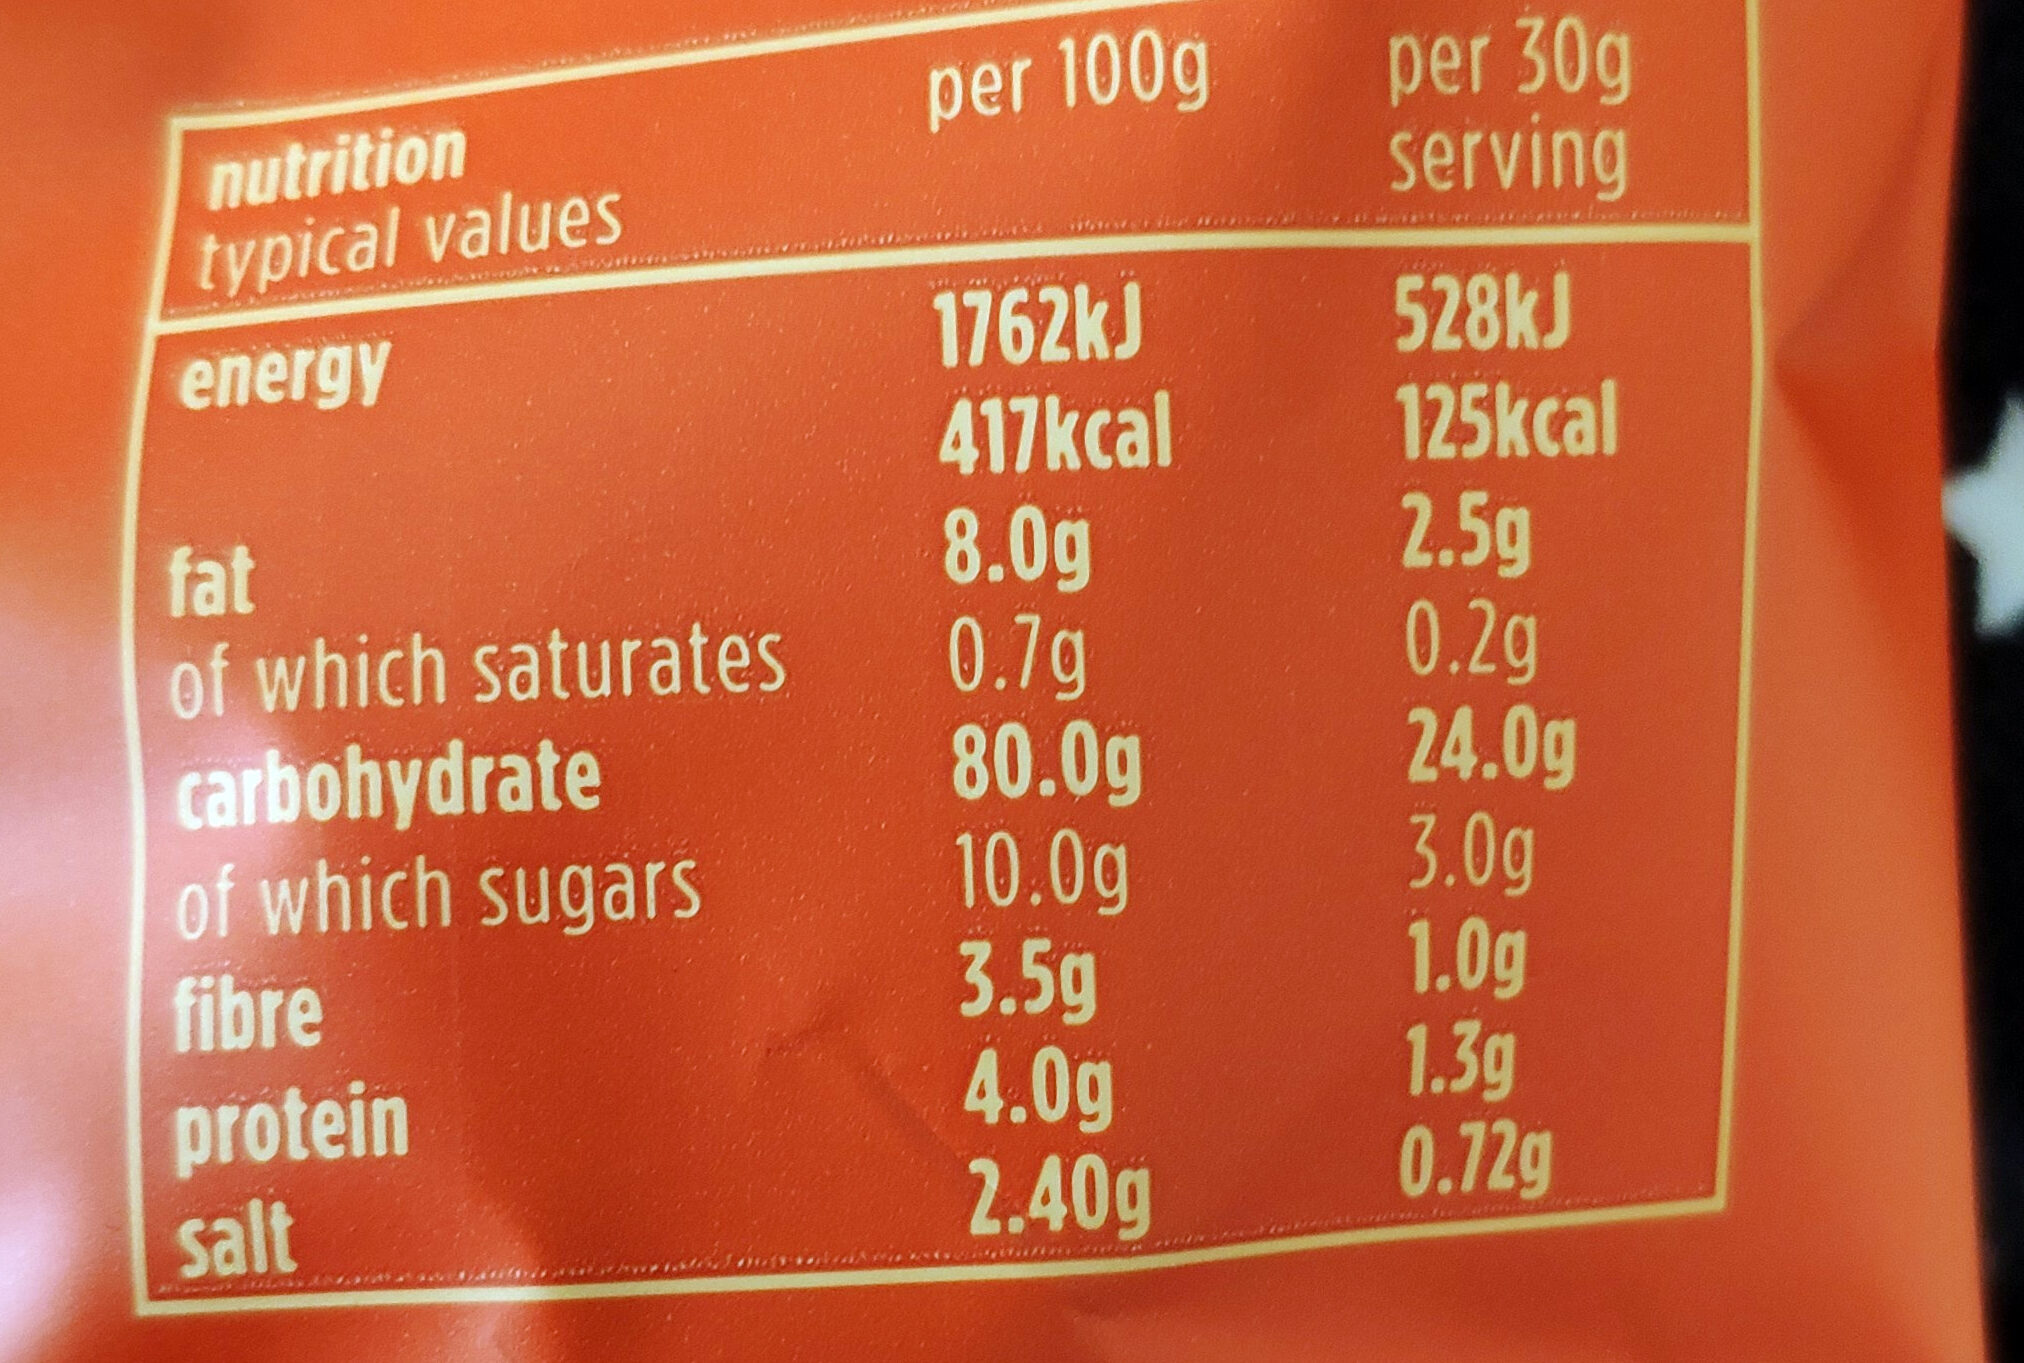 nutrition per 100g per 30g
typical values serving
energy 1762kJ 528kJ
417kcal 125kcal
fat 8.0g 2.5g
of which saturates 0.7g 0.2g
carbohydrate 80.0g 24.0g
of which sugars 10.0g 3.0g
fibre 3.5g 1.0g
protein 4.0g 1.3g
salt 2.40g 0.72g